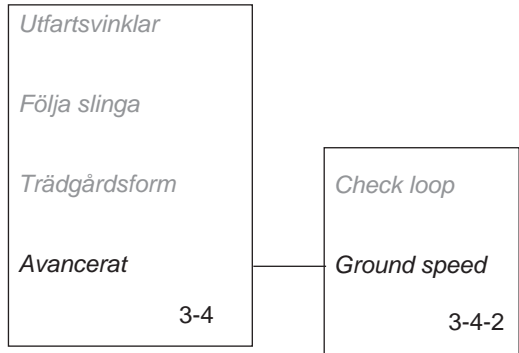 Utfartsvinklar
Följa slinga
Trädgårdsform
Avancerat
3-4
Check loop
Ground speed
3-4-2